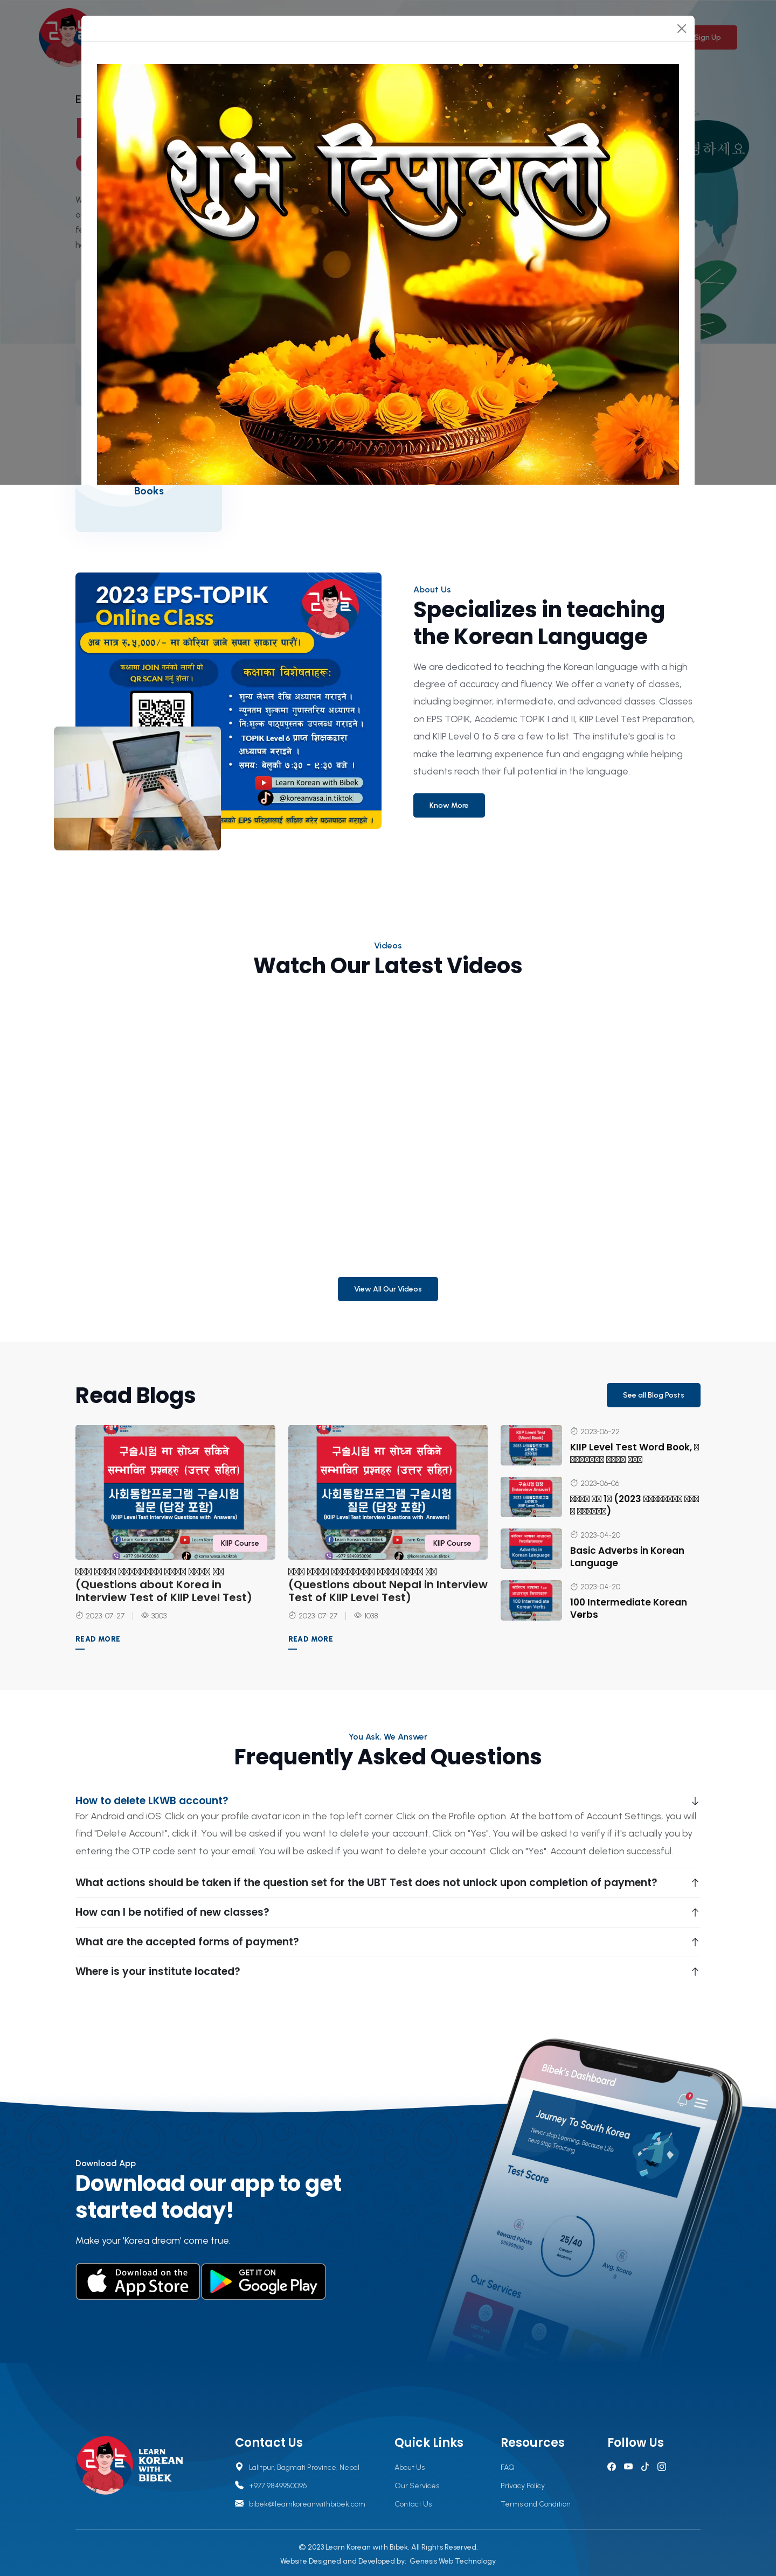 Sign Up
शुभ दिपावली
험하세요
Books
2023 EPS-TOPIK
Online Class
अब मात्र रु. ५,०००/- मा कोरिया जाने सपना साकार पारौं।
कक्षामा JOIN गर्नको लागी यो
QR SCAN गर्नु होला।
कक्षाका विशेषताहरू:
• शुन्य लेभल देखि अध्यापन गराइने ।
• न्युनतम शुल्कमा गुणस्तरिय अध्यापन गराइने ।
• नि:शुल्क पाठ्यपुस्तक उपलब्ध गराइने ।
• TOPIK Level 6 प्राप्त शिक्षकद्वारा
अध्यापन गराइने ।
• समय: बेलुकी ७:३० - ९:३० बजे ।
Learn Korean with Bibek
@koreanvasa.in.tiktok
About Us
Specializes in teaching
the Korean Language
We are dedicated to teaching the Korean language with a high
degree of accuracy and fluency. We offer a variety of classes,
including beginner, intermediate, and advanced classes. Classes
on EPS TOPIK, Academic TOPIK I and II, KIIP Level Test Preparation,
and KIIP Level 0 to 5 are a few to list. The institute's goal is to
make the learning experience fun and engaging while helping
students reach their full potential in the language.
Know More
Videos
Watch Our Latest Videos
View All Our Videos
Read Blogs
See all Blog Posts
구술시험 मा सोध्न सकिने
सम्भावित प्रश्नहरु (उत्तर सहित)
사회통합프로그램 구술시험
질문 (답장 포함)
(KIIP Level Test Interview Questions with Answers)
KIIP Course
(Questions about Korea in
Interview Test of KIIP Level Test)
2023-07-27
3003
READ MORE
구술시험 मा सोध्न सकिने
सम्भावित प्रश्नहरु (उत्तर सहित)
사회통합프로그램 구술시험
질문 (답장 포함)
(KIIP Level Test Interview Questions with Answers)
KIIP Course
(Questions about Nepal in Interview
Test of KIIP Level Test)
2023-07-27
1038
READ MORE
2023-06-22
KIIP Level Test Word Book,
2023-06-06
1 (2023
)
2023-04-20
Basic Adverbs in Korean
Language
2023-04-20
100 Intermediate Korean
Verbs
You Ask, We Answer
Frequently Asked Questions
How to delete LKWB account?
For Android and iOS: Click on your profile avatar icon in the top left corner. Click on the Profile option. At the bottom of Account Settings, you will
find "Delete Account", click it. You will be asked if you want to delete your account. Click on "Yes". You will be asked to verify if it's actually you by
entering the OTP code sent to your email. You will be asked if you want to delete your account. Click on "Yes". Account deletion successful.
What actions should be taken if the question set for the UBT Test does not unlock upon completion of payment?
How can I be notified of new classes?
What are the accepted forms of payment?
Where is your institute located?
Download App
Download our app to get
started today!
Make your 'Korea dream' come true.
Download on the
App Store
GET IT ON
Google Play
Bibek's Dashboard
Journey To South Korea
Never stop Learning, Because Life
never stop Teaching
Test Score
Reward Points
25/40
Correct
Answers
Avg. Score
Our Services
LEARN
KOREAN
WITH
BIBEK
Contact Us
Lalitpur, Bagmati Province, Nepal
+977 9849950096
bibek@learnkoreanwithbibek.com
Quick Links
About Us
Our Services
Contact Us
Resources
FAQ
Privacy Policy
Terms and Condition
Follow Us
© 2023 Learn Korean with Bibek. All Rights Reserved.
Website Designed and Developed by: Genesis Web Technology